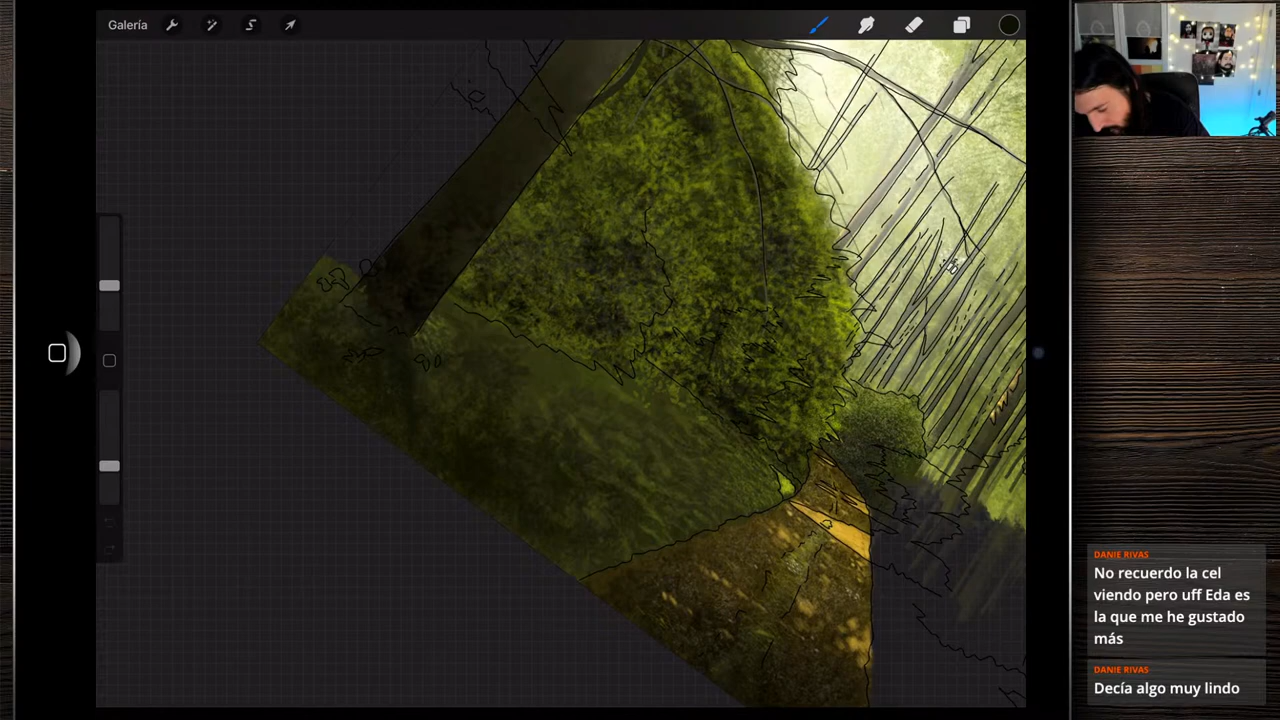 Galería
DANIE RIVAS
No recuerdo la cel
viendo pero uff Eda es
la que me he gustado
más
DANIE RIVAS
Decía algo muy lindo